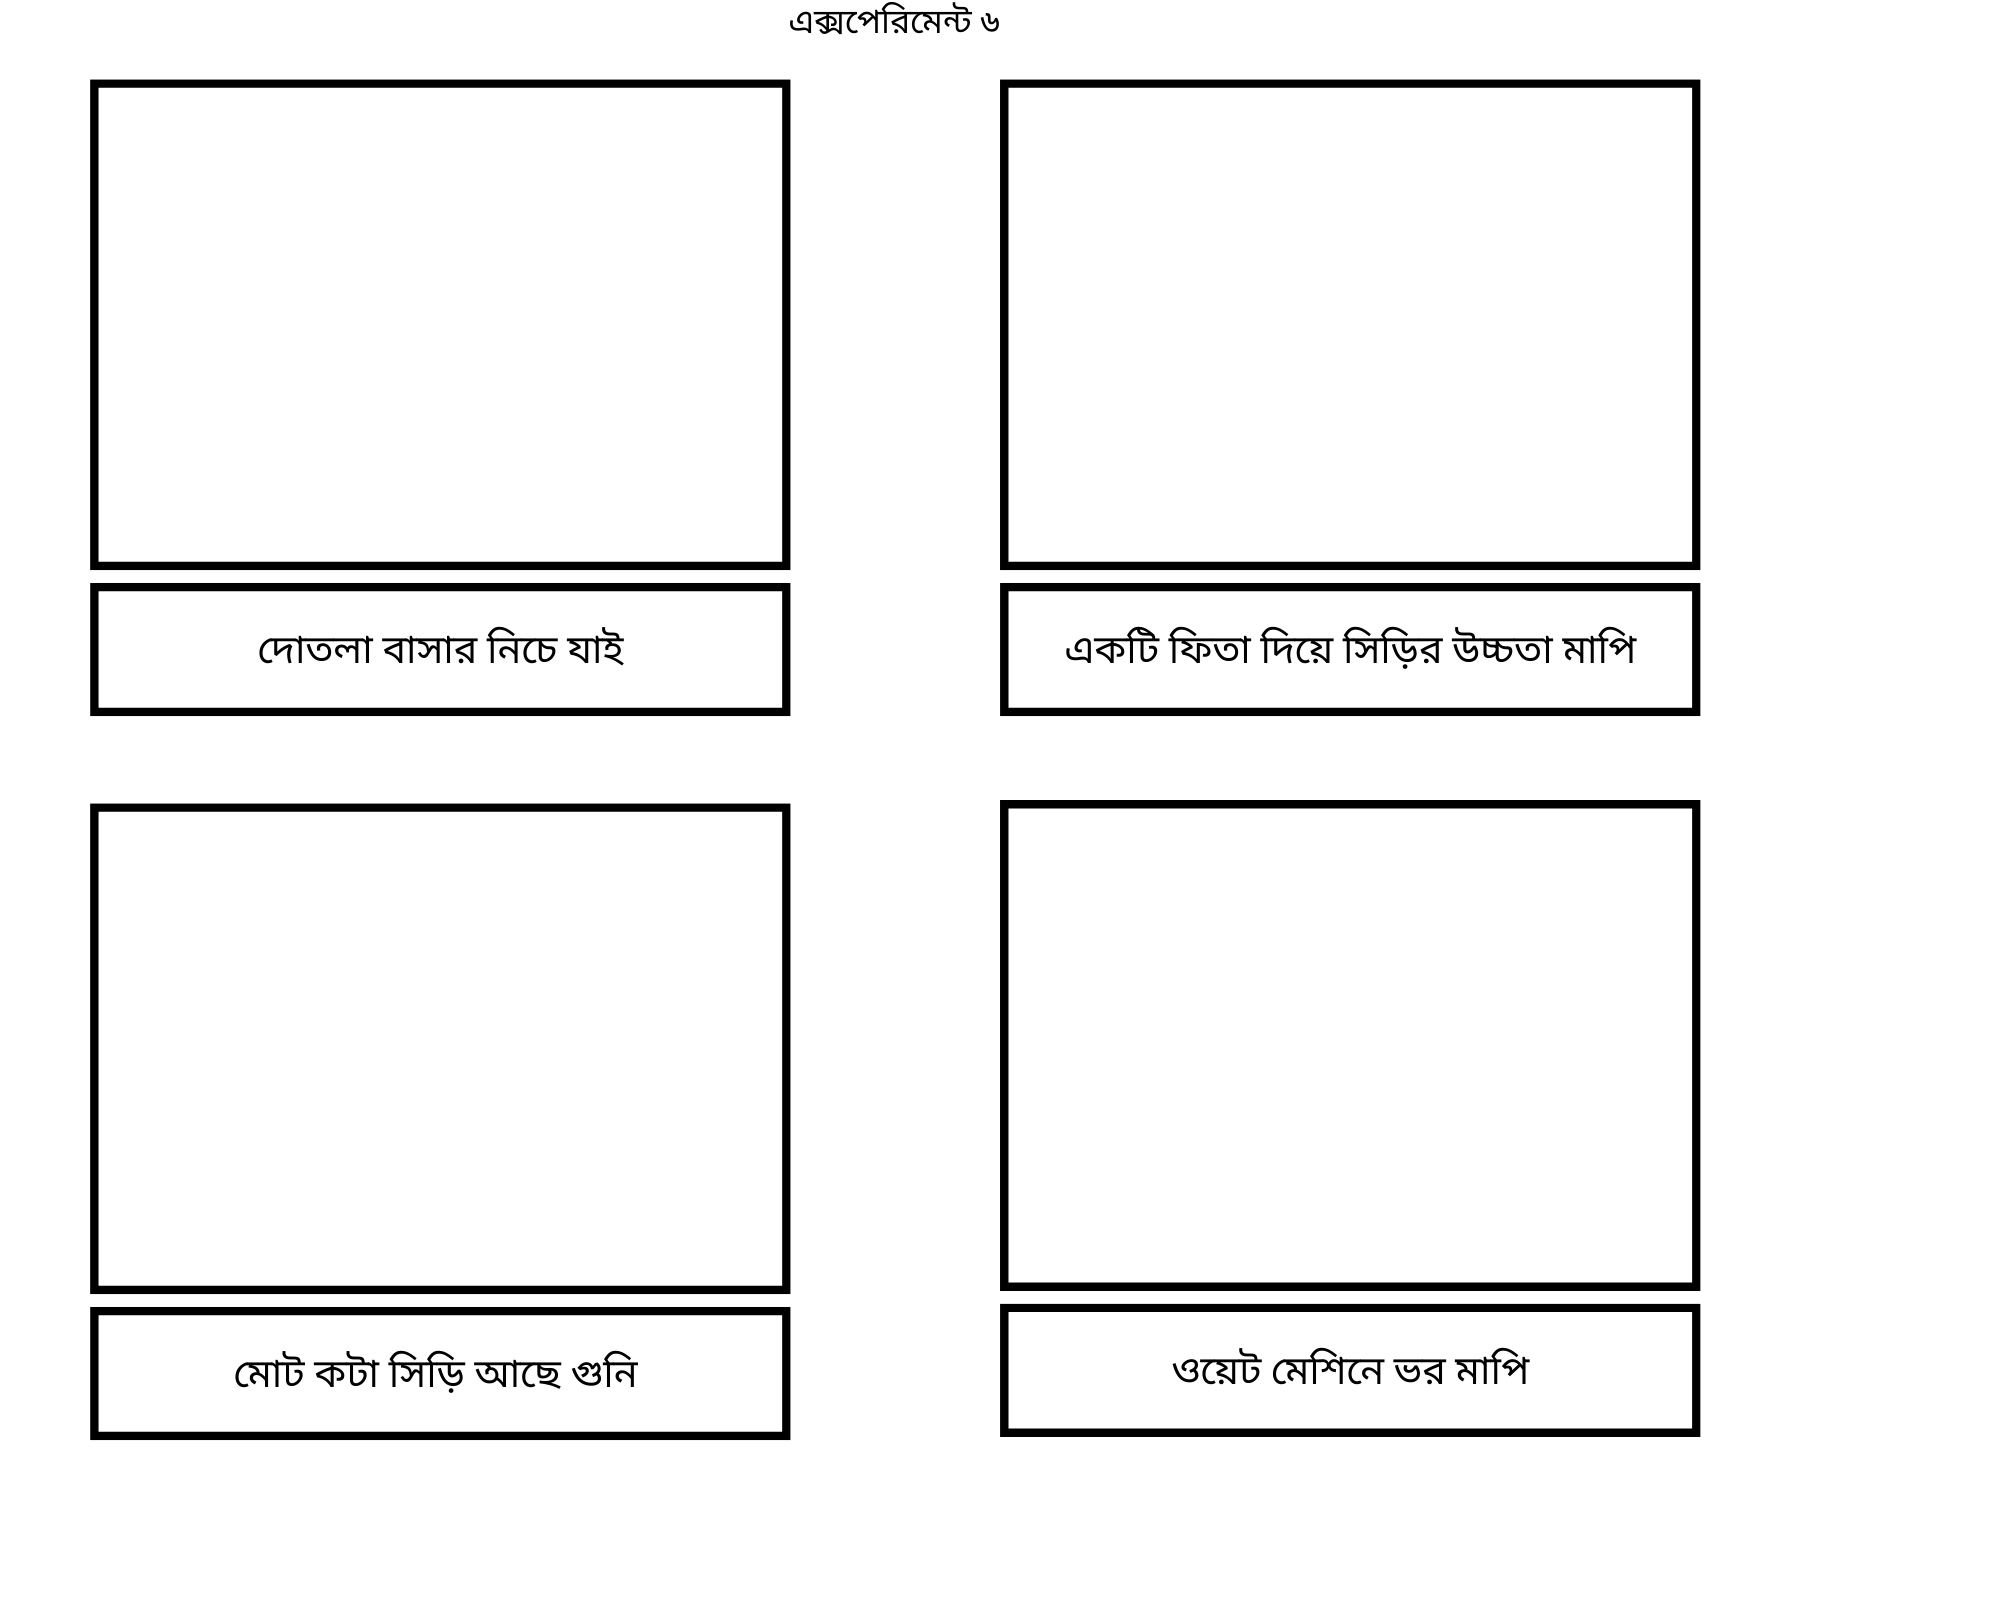 এক্সপেরিমেন্ট ৬
দোতলা বাসার নিচে যাই
একটি ফিতা দিয়ে সিড়ির উচ্চতা মাপি
মোট কটা সিড়ি আছে গুনি
ওয়েট মেশিনে ভর মাপি